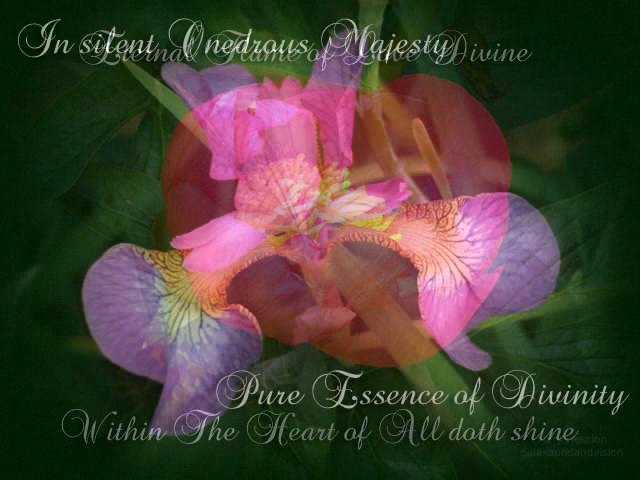 In silent Onedrous Majesty
Eternal Flame of Love Divine
Pure Essence of Divinity
Within The Heart of All doth shine